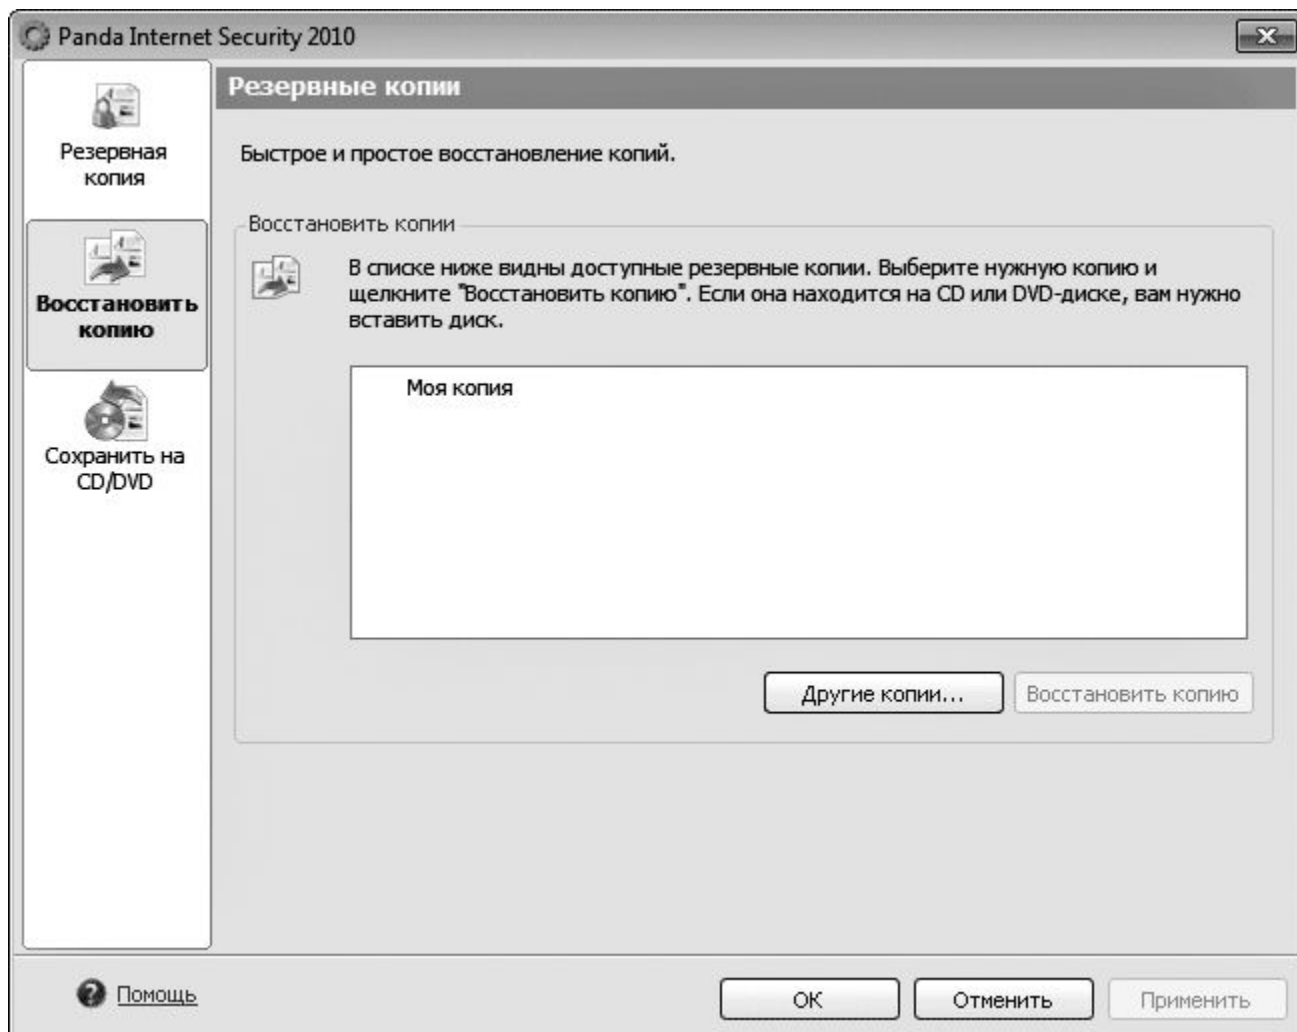 Panda Internet Security 2010
Резервная
копия
Восстановить
копию
Сохранить на
CD/DVD
Резервные копии
Быстрое и простое восстановление копий.
Восстановить копии
В списке ниже видны доступные резервные копии. Выберите нужную копию и
щелкните "Восстановить копию". Если она находится на CD или DVD-диске, вам нужно
вставить диск.
Моя копия
Другие копии...
Восстановить копию
Помощь
ОК
Отменить
Применить